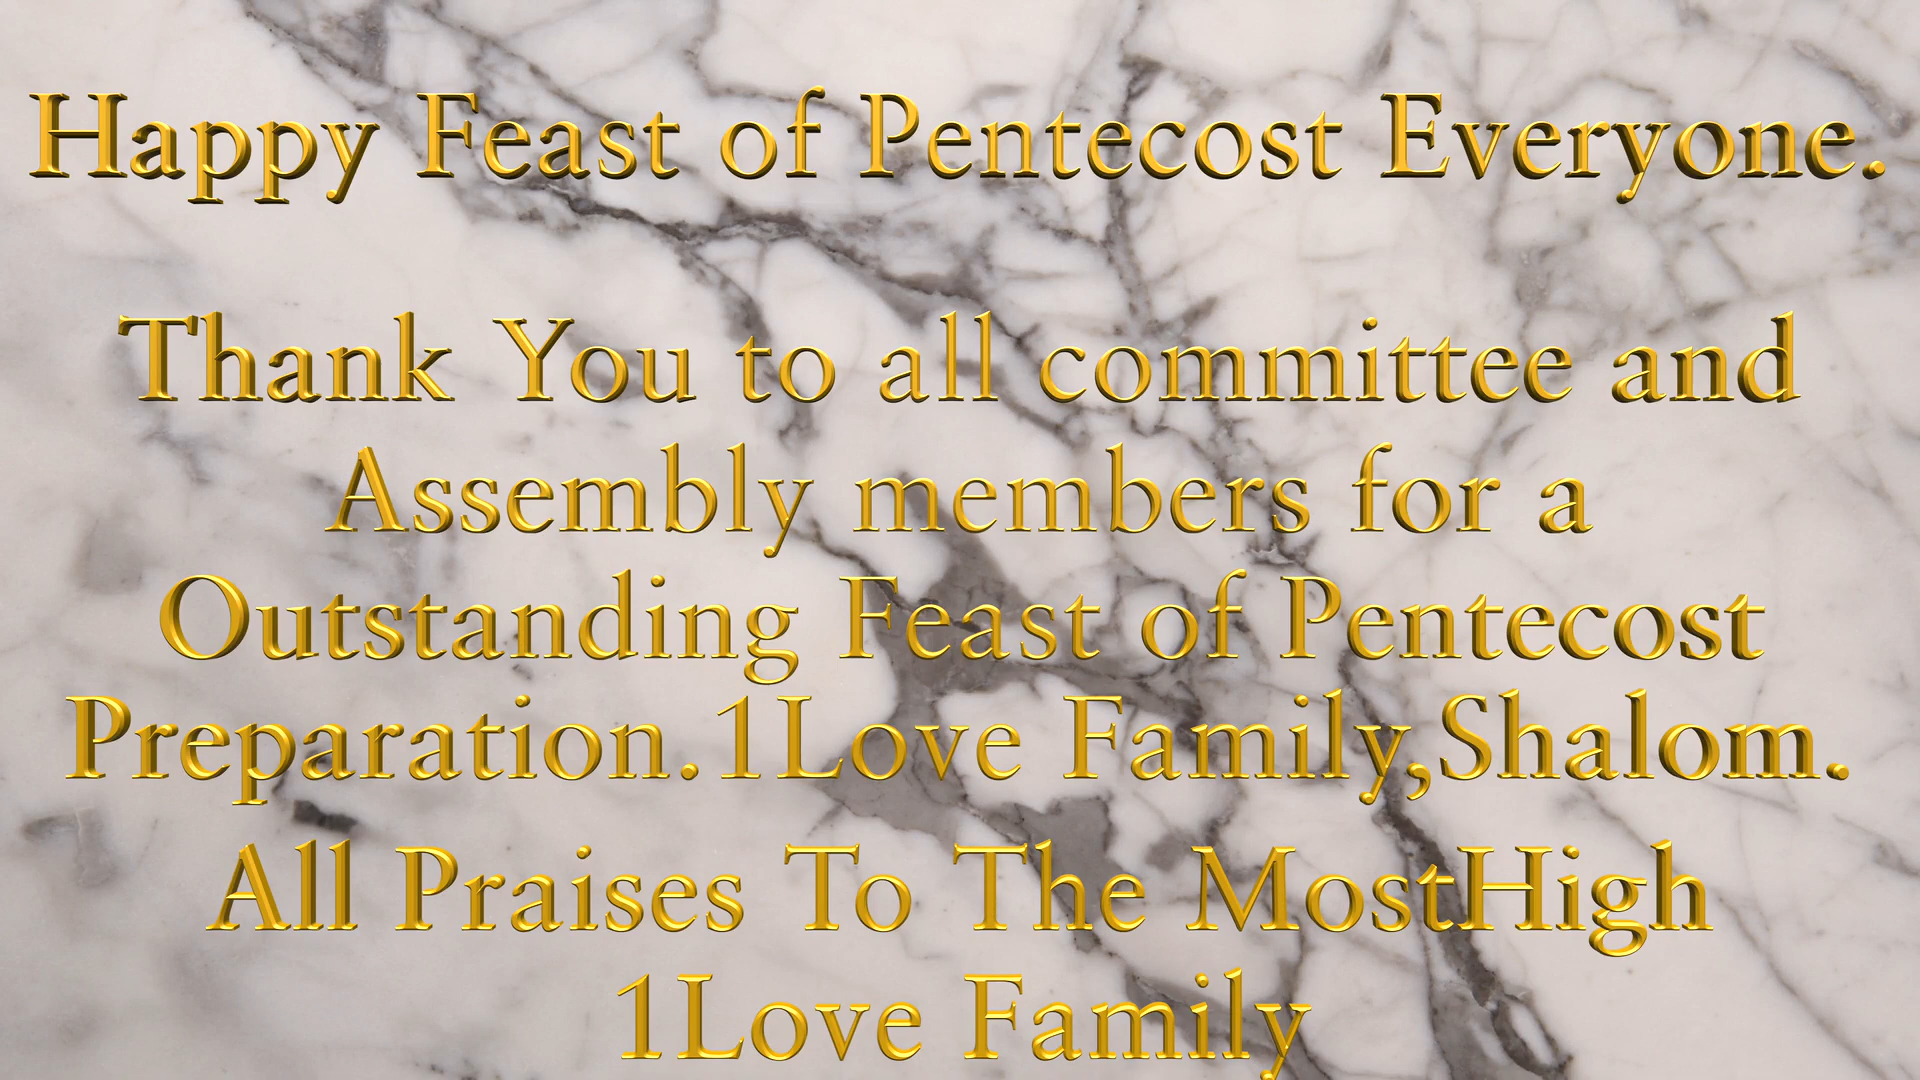 Happy Feast of Pentecost Everyone.
Thank You to all committee and
Assembly members for a
Outstanding Feast of Pentecost
Preparation.1Love Family,Shalom.
All Praises To The MostHigh
1Love Family